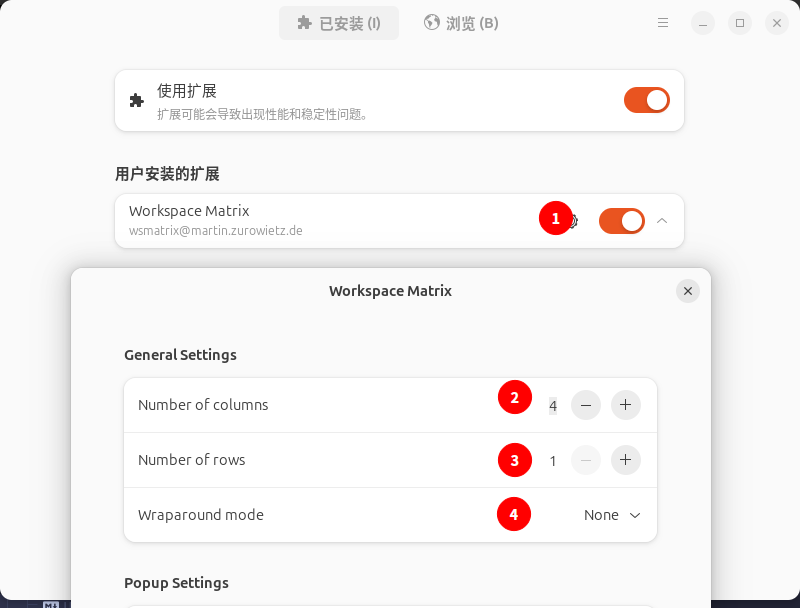 已安装 (I)
浏览 (B)
使用扩展
扩展可能会导致出现性能和稳定性问题。
用户安装的扩展
Workspace Matrix
wsmatrix@martin.zurowietz.de
1
Workspace Matrix
General Settings
Number of columns 2 4
Number of rows 3 1
Wraparound mode 4 None
Popup Settings